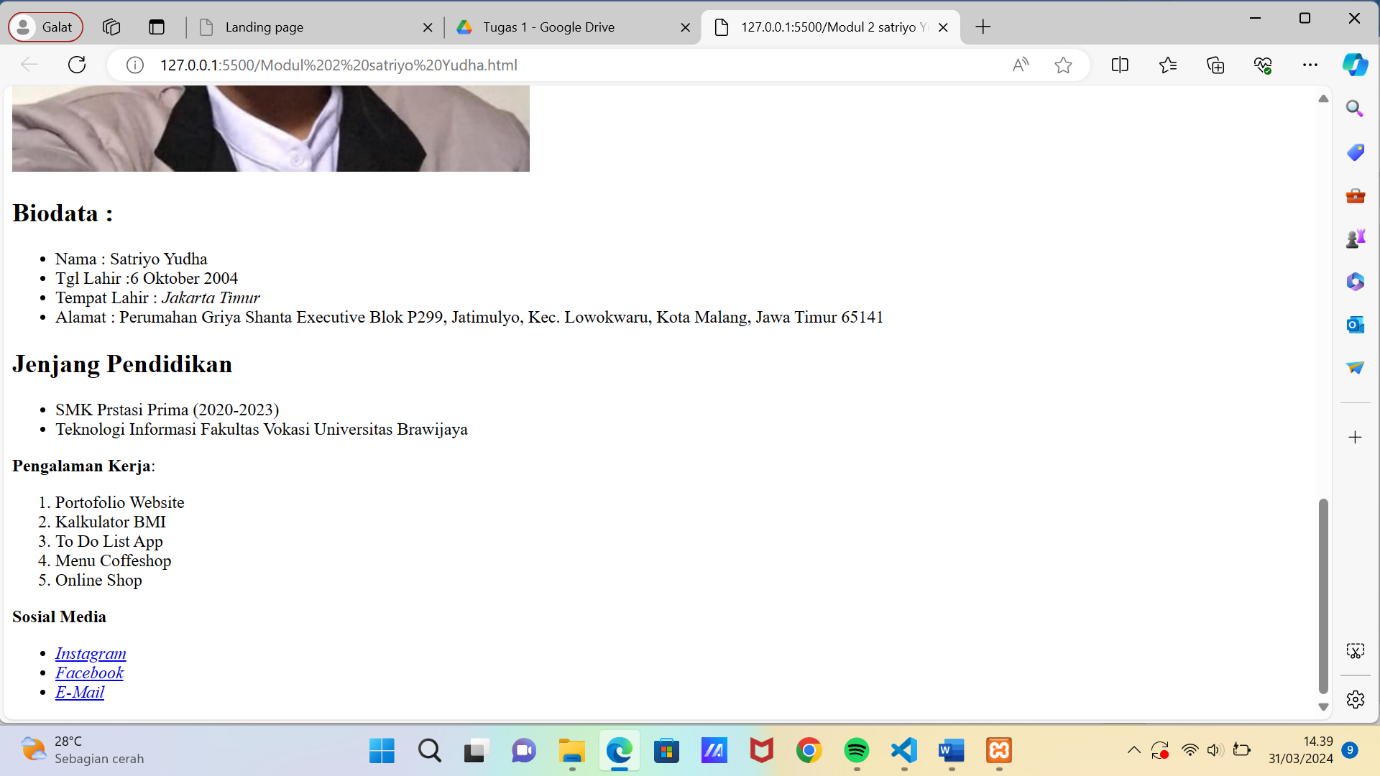 Galat
Landing page
Tugas 1 - Google Drive
127.0.0.1:5500/Modul 2 satriyo Y
127.0.0.1:5500/Modul%202%20satriyo%20Yudha.html
Biodata :
Nama : Satriyo Yudha
Tgl Lahir :6 Oktober 2004
Tempat Lahir : Jakarta Timur
Alamat : Perumahan Griya Shanta Executive Blok P299, Jatimulyo, Kec. Lowokwaru, Kota Malang, Jawa Timur 65141
Jenjang Pendidikan
SMK Prstasi Prima (2020-2023)
Teknologi Informasi Fakultas Vokasi Universitas Brawijaya
Pengalaman Kerja:
1. Portofolio Website
2. Kalkulator BMI
3. To Do List App
4. Menu Coffeshop
5. Online Shop
Sosial Media
Instagram
Facebook
E-Mail
28°C
Sebagian cerah
14.39
31/03/2024
9